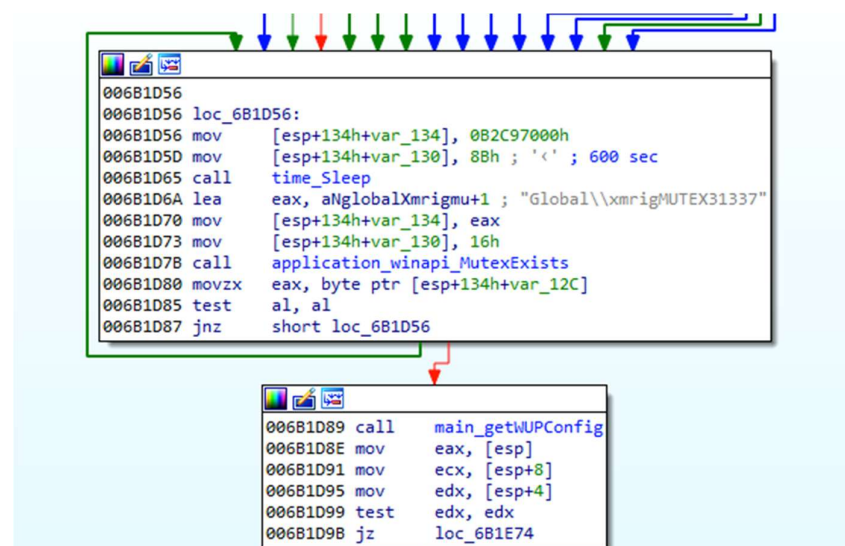 006B1D56
006B1D56 loc_6B1D56:
006B1D56 mov [esp+134h+var_134], 0B2C97000h
006B1D5D mov [esp+134h+var_130], 8Bh ; '‹' ; 600 sec
006B1D65 call time_Sleep
006B1D6A lea eax, aNglobalXmrigmu+1 ; "Global\\xmrigMUTEX31337"
006B1D70 mov [esp+134h+var_134], eax
006B1D73 mov [esp+134h+var_130], 16h
006B1D7B call application_winapi_MutexExists
006B1D80 movzx eax, byte ptr [esp+134h+var_12C]
006B1D85 test al, al
006B1D87 jnz short loc_6B1D56
006B1D89 call main_getWUPConfig
006B1D8E mov eax, [esp]
006B1D91 mov ecx, [esp+8]
006B1D95 mov edx, [esp+4]
006B1D99 test edx, edx
006B1D9B jz loc_6B1E74